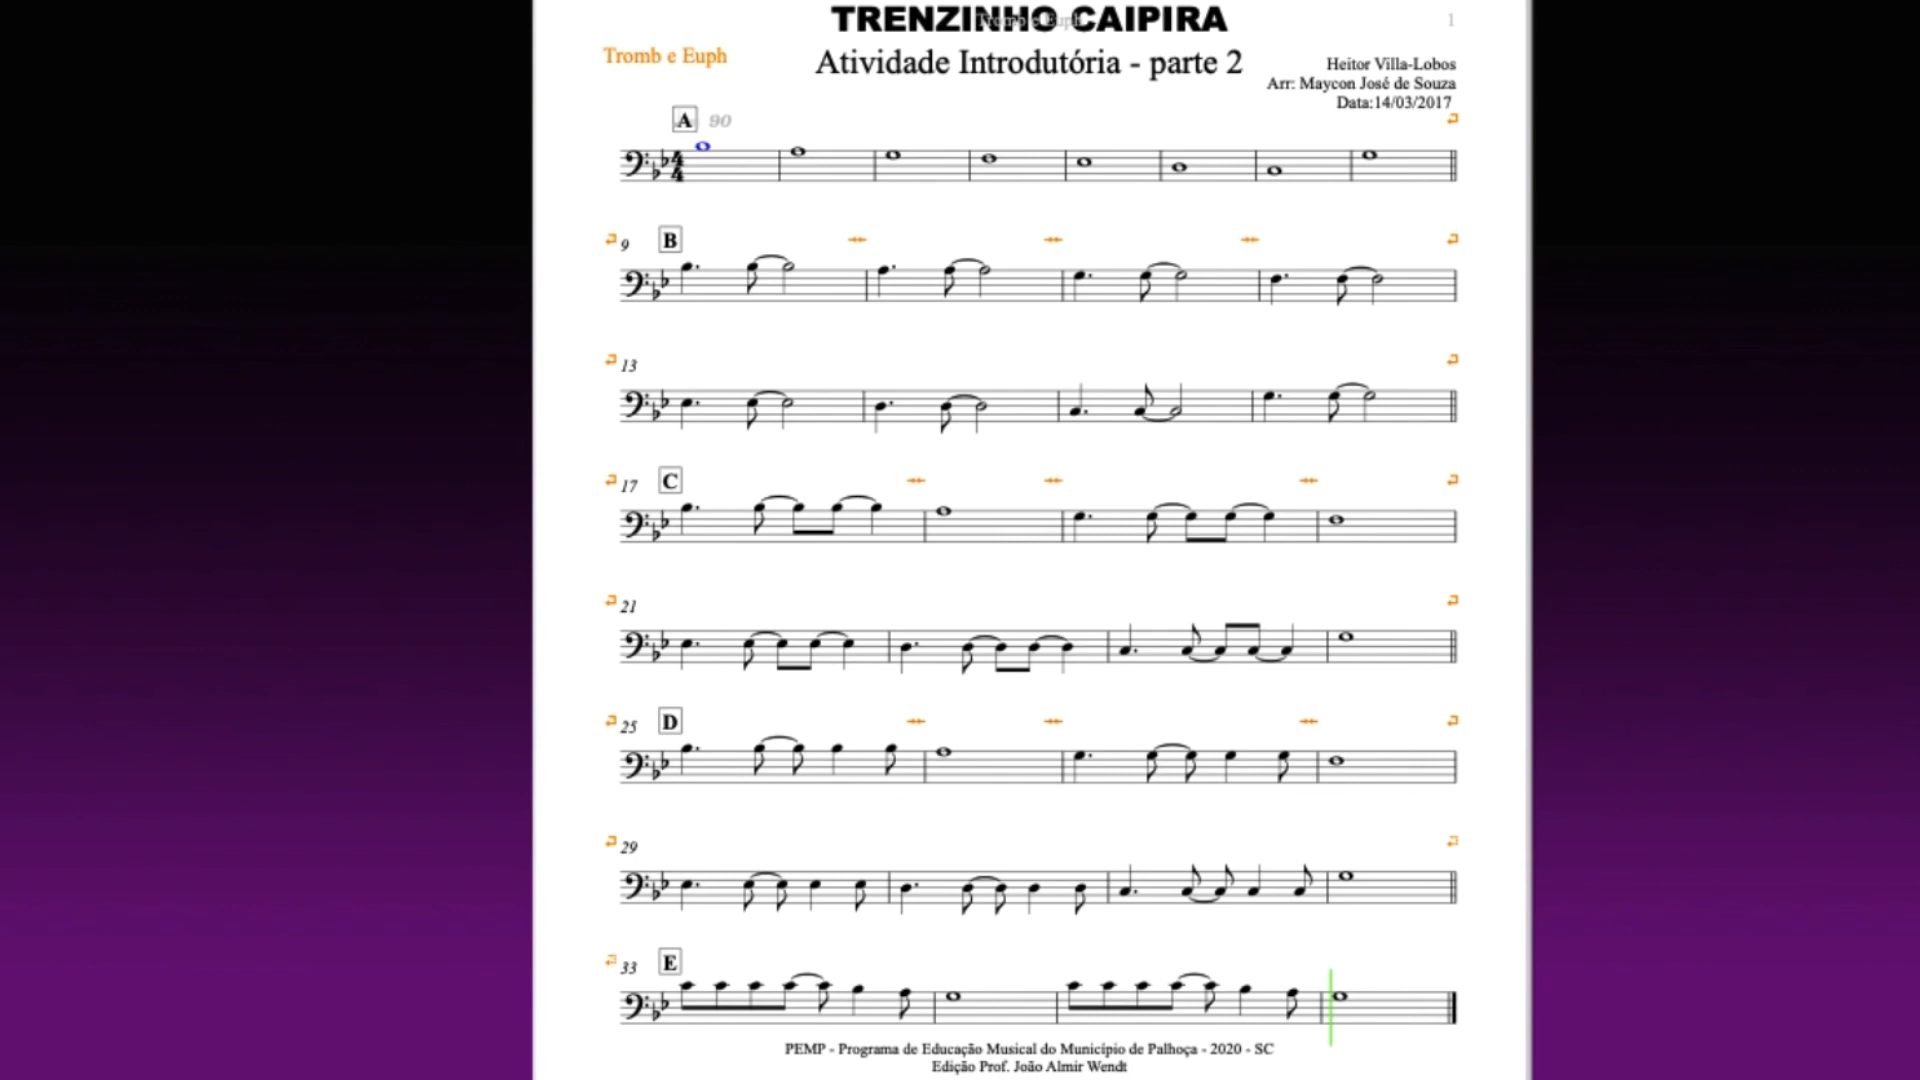 TRENZINHO CAIPIRA
1
Tromb e Euph
Atividade Introdutória - parte 2
Heitor Villa-Lobos
Arr: Maycon José de Souza
Data:14/03/2017
A 90
4
4
9 B
13
17 C
21
25 D
29
33 E
PEMP - Programa de Educação Musical do Município de Palhoça - 2020 - SC
Edição Prof. João Almir Wendt